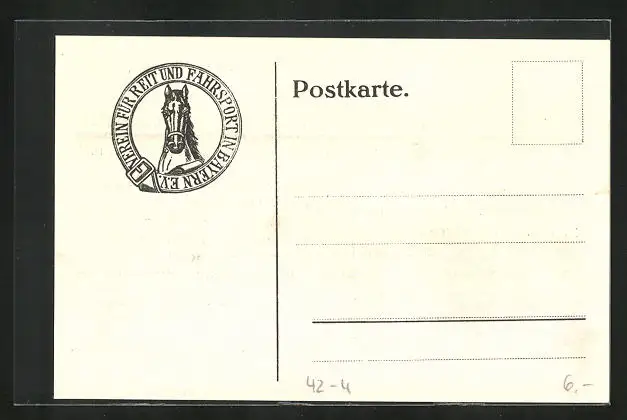 VEREIN FÜR REIT UND FAHRSPORT IN BAYERN E.V.
Postkarte.
42-4
6,-